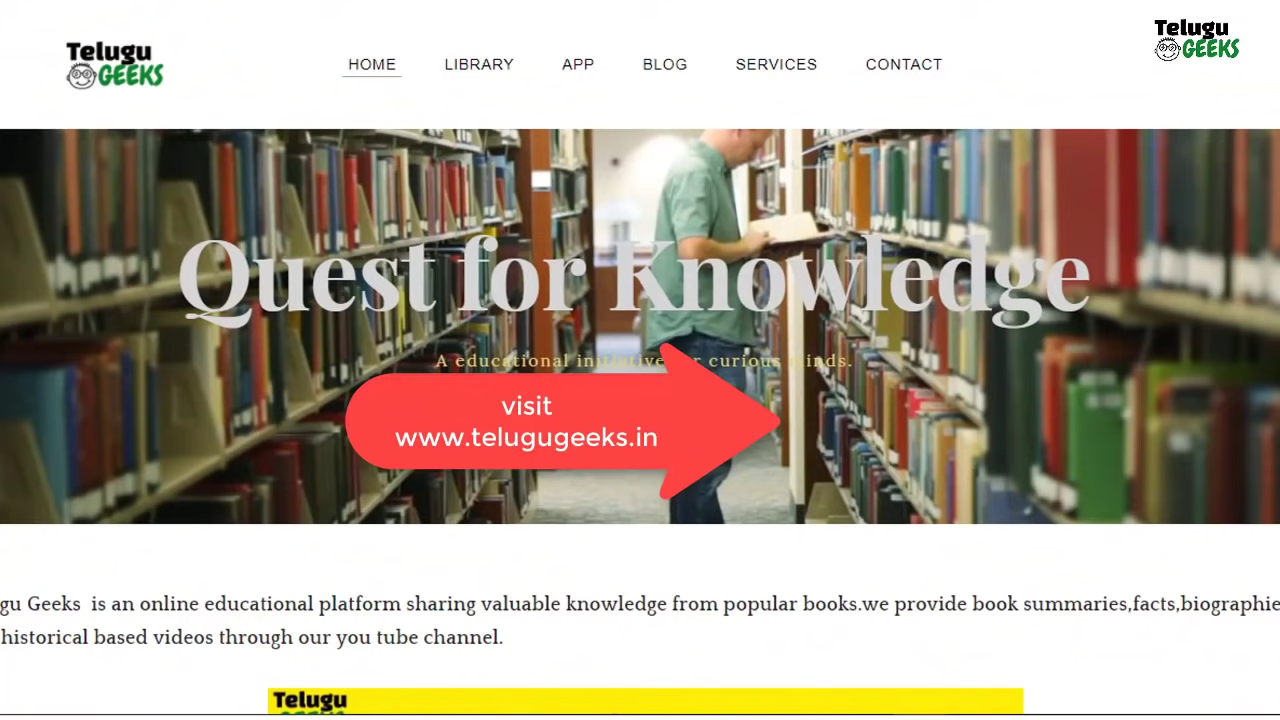 Telugu
GEEKS
HOME LIBRARY APP BLOG SERVICES CONTACT
Telugu
GEEKS
Quest for Knowledge
A educational initiative curious minds.
visit
www.telugugeeks.in
gu Geeks is an online educational platform sharing valuable knowledge from popular books.we provide book summaries,facts,biographie
historical based videos through our you tube channel.
Telugu